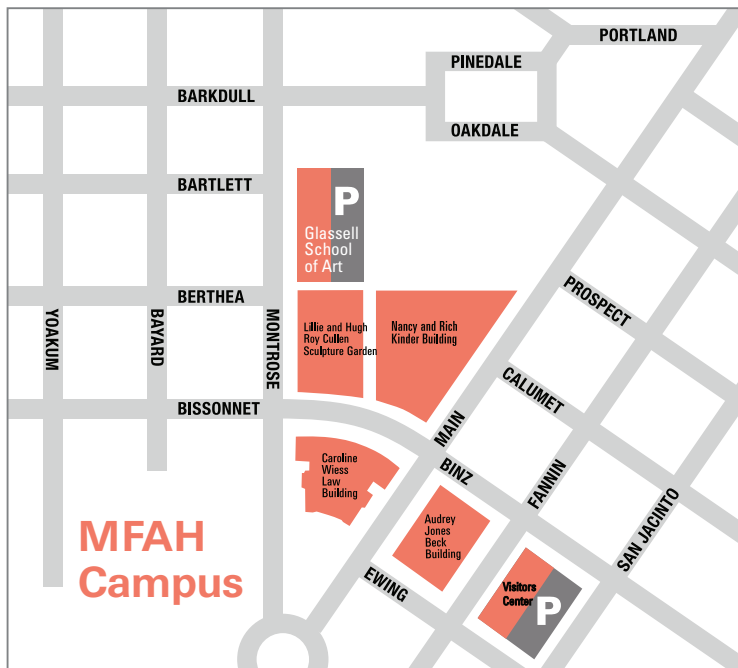 PORTLAND
PINEDALE
BARKDULL
OAKDALE
BARTLETT
P
Glassell
School
of Art
BERTHEA
PROSPECT
YOAKUM
BAYARD
MONTROSE
Lillie and Hugh
Roy Cullen
Sculpture Garden
Nancy and Rich
Kinder Building
CALUMET
BISSONNET
MAIN
BINZ
FANNIN
SAN JACINTO
Caroline
Wiess
Law
Building
Audrey
Jones
Beck
Building
MFAH
Campus
EWING
Visitors
Center
P